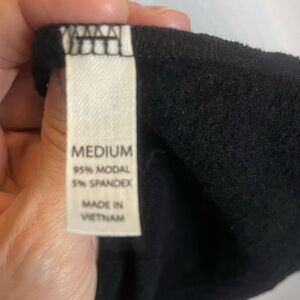 MEDIUM
95% MODAL
5% SPANDEX
MADE IN
VIETNAM